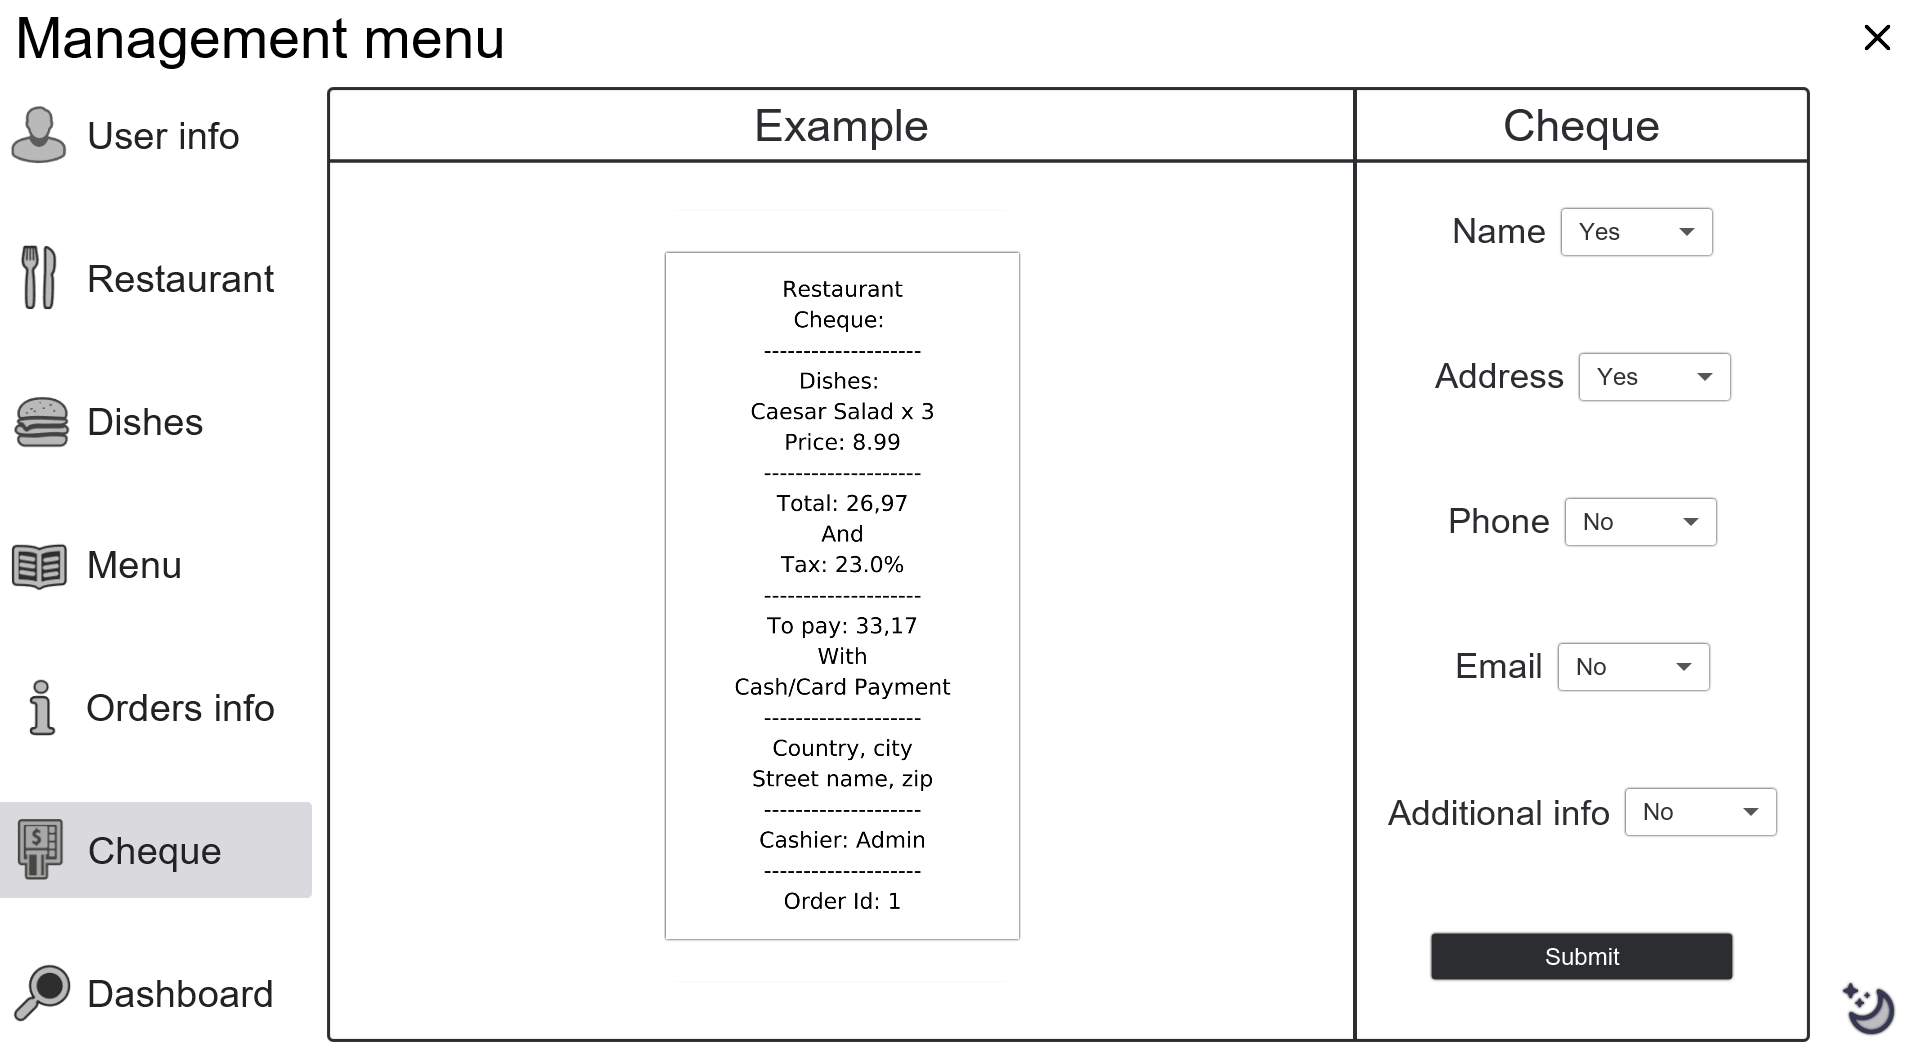 Management menu
User info
Restaurant
Dishes
Menu
Orders info
Cheque
Dashboard
Example
Restaurant
Cheque:
--------------------
Dishes:
Caesar Salad x 3
Price: 8.99
--------------------
Total: 26,97
And
Tax: 23.0%
--------------------
To pay: 33,17
With
Cash/Card Payment
--------------------
Country, city
Street name, zip
--------------------
Cashier: Admin
--------------------
Order Id: 1
Cheque
Name Yes
Address Yes
Phone No
Email No
Additional info No
Submit